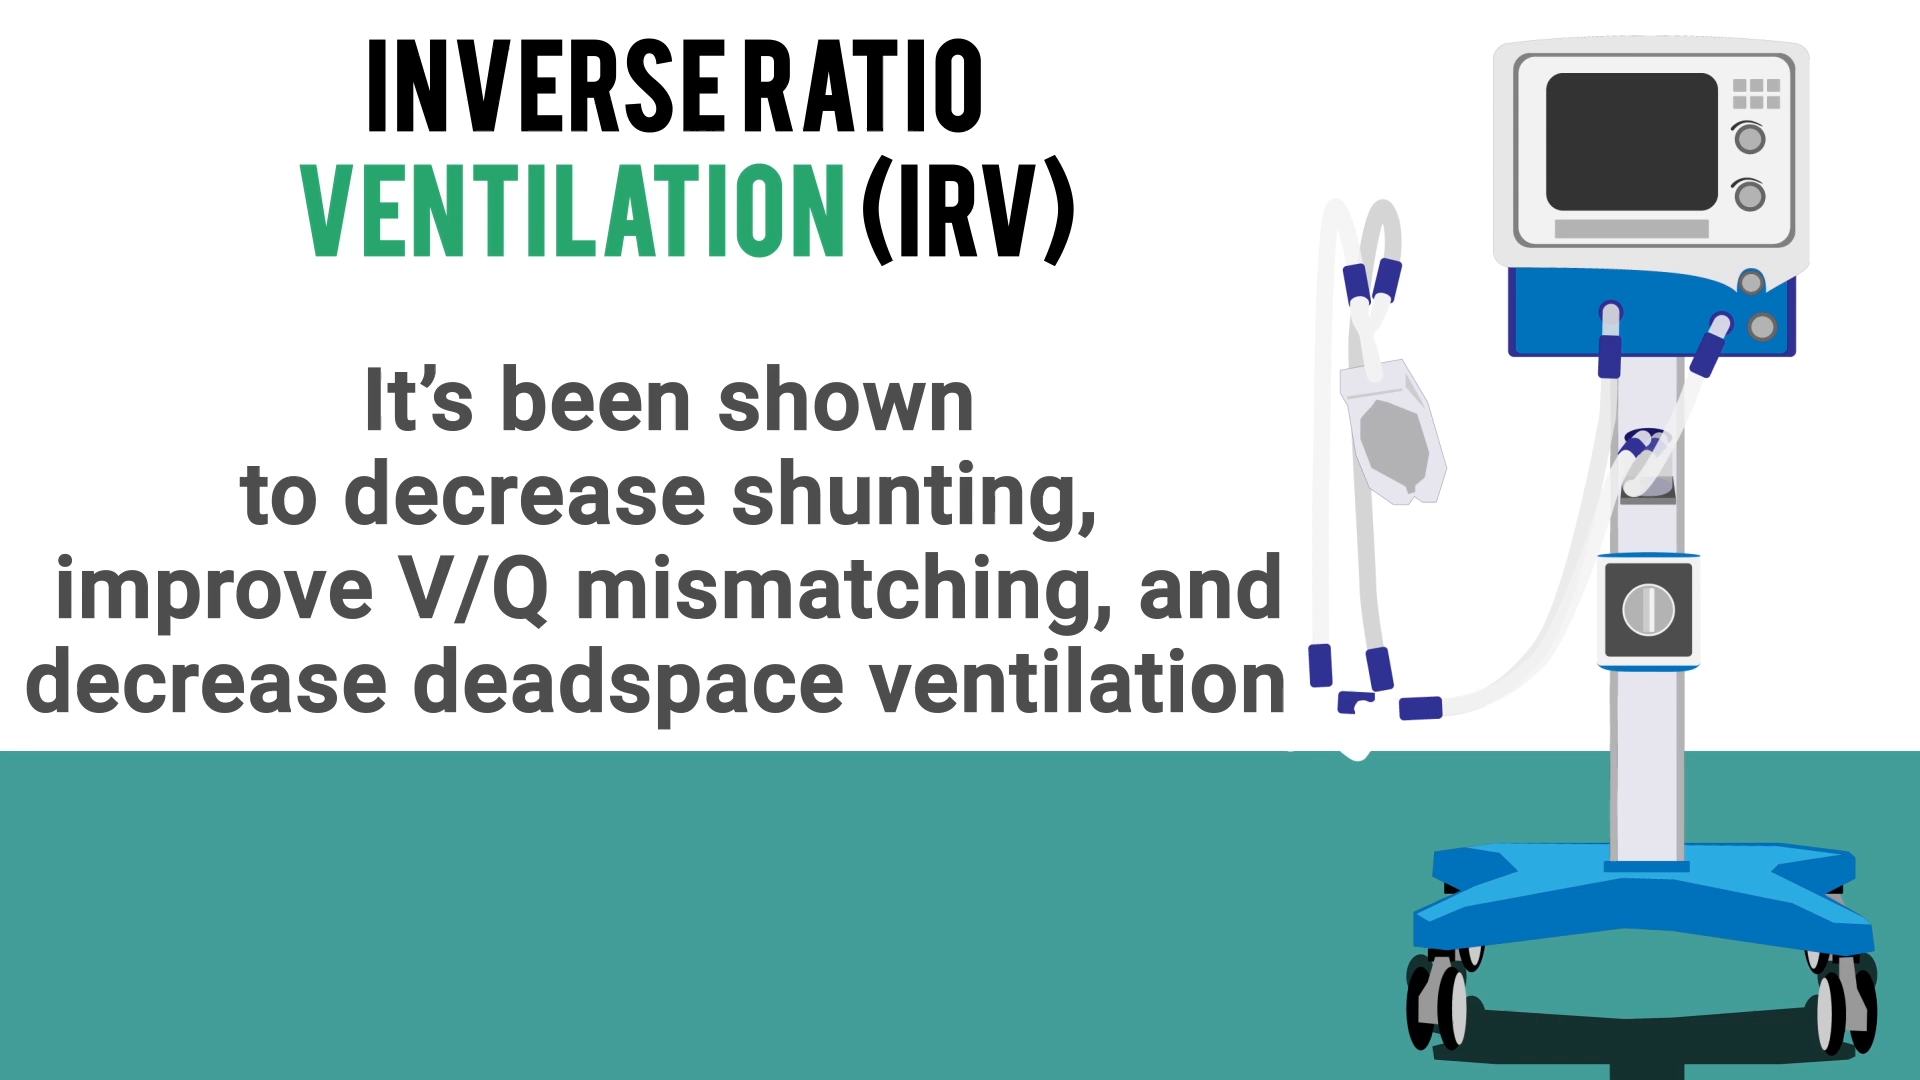 INVERSE RATIO
VENTILATION (IRV)
It’s been shown
to decrease shunting,
improve V/Q mismatching, and
decrease deadspace ventilation